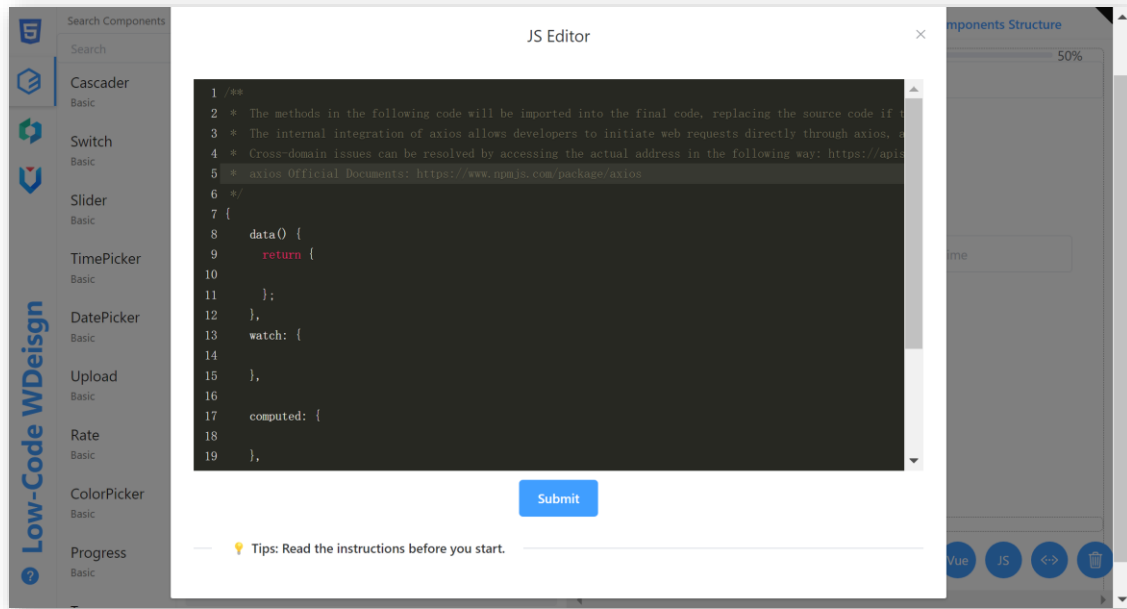 Search Components
Search
Cascader
Basic
Switch
Basic
Slider
Basic
TimePicker
Basic
DatePicker
Basic
Upload
Basic
Rate
Basic
ColorPicker
Basic
Progress
Basic
Low-Code WDeisgn
?
JS Editor
×
1 /**
2 * The methods in the following code will be imported into the final code, replacing the source code if t
3 * The internal integration of axios allows developers to initiate web requests directly through axios, a
4 * Cross-domain issues can be resolved by accessing the actual address in the following way: https://apis
5 * axios Official Documents: https://www.npmjs.com/package/axios
6 */
7 {
8 data() {
9 return {
10
11 };
12 },
13 watch: {
14
15 },
16
17 computed: {
18
19 },
Submit
Tips: Read the instructions before you start.
mponents Structure
50%
ime
Vue
JS